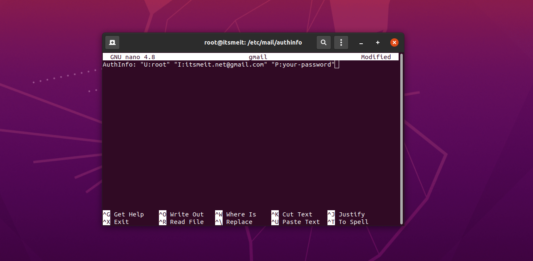 root@itsmeit: /etc/mail/authinfo
GNU nano 4.8 gmail Modified
AuthInfo: "U:root" "I:itsmeit.net@gmail.com" "P:your-password"
^G Get Help ^O Write Out ^W Where Is ^K Cut Text ^J Justify
^X Exit ^R Read File ^\ Replace ^U Paste Text ^T To Spell